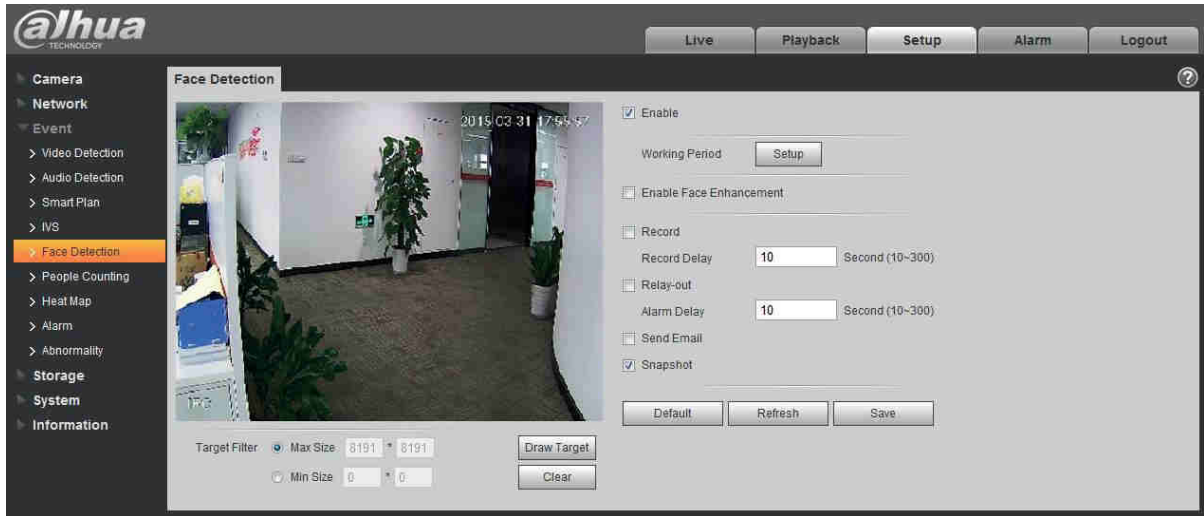 alhua
TECHNOLOGY
Live
Playback
Setup
Alarm
Logout
Camera
Network
Event
Video Detection
Audio Detection
Smart Plan
IVS
Face Detection
People Counting
Heat Map
Alarm
Abnormality
Storage
System
Information
Face Detection
2015-03-31 17:55:57
IPC
Target Filter Max Size 8191 * 8191 Draw Target
Min Size 0 * 0 Clear
Enable
Working Period Setup
Enable Face Enhancement
Record
Record Delay 10 Second (10~300)
Relay-out
Alarm Delay 10 Second (10~300)
Send Email
Snapshot
Default Refresh Save